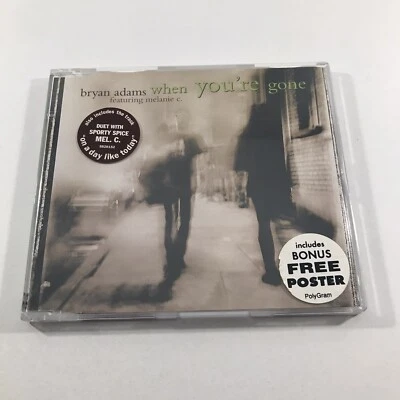 bryan adams when you're gone
featuring melanie c.
also includes the track
DUET WITH
SPORTY SPICE
MEL. C.
"on a day like today"
includes
BONUS
FREE
POSTER
PolyGram